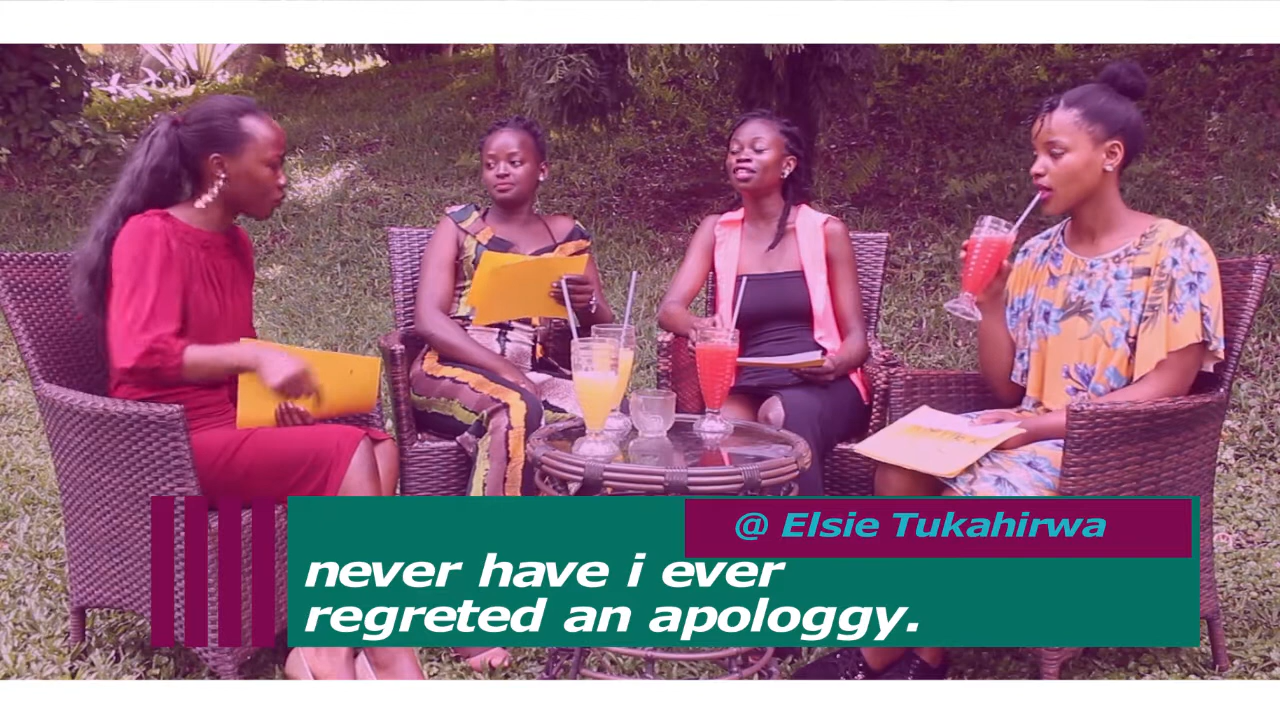 @ Elsie Tukahirwa
never have i ever
regreted an apologgy.